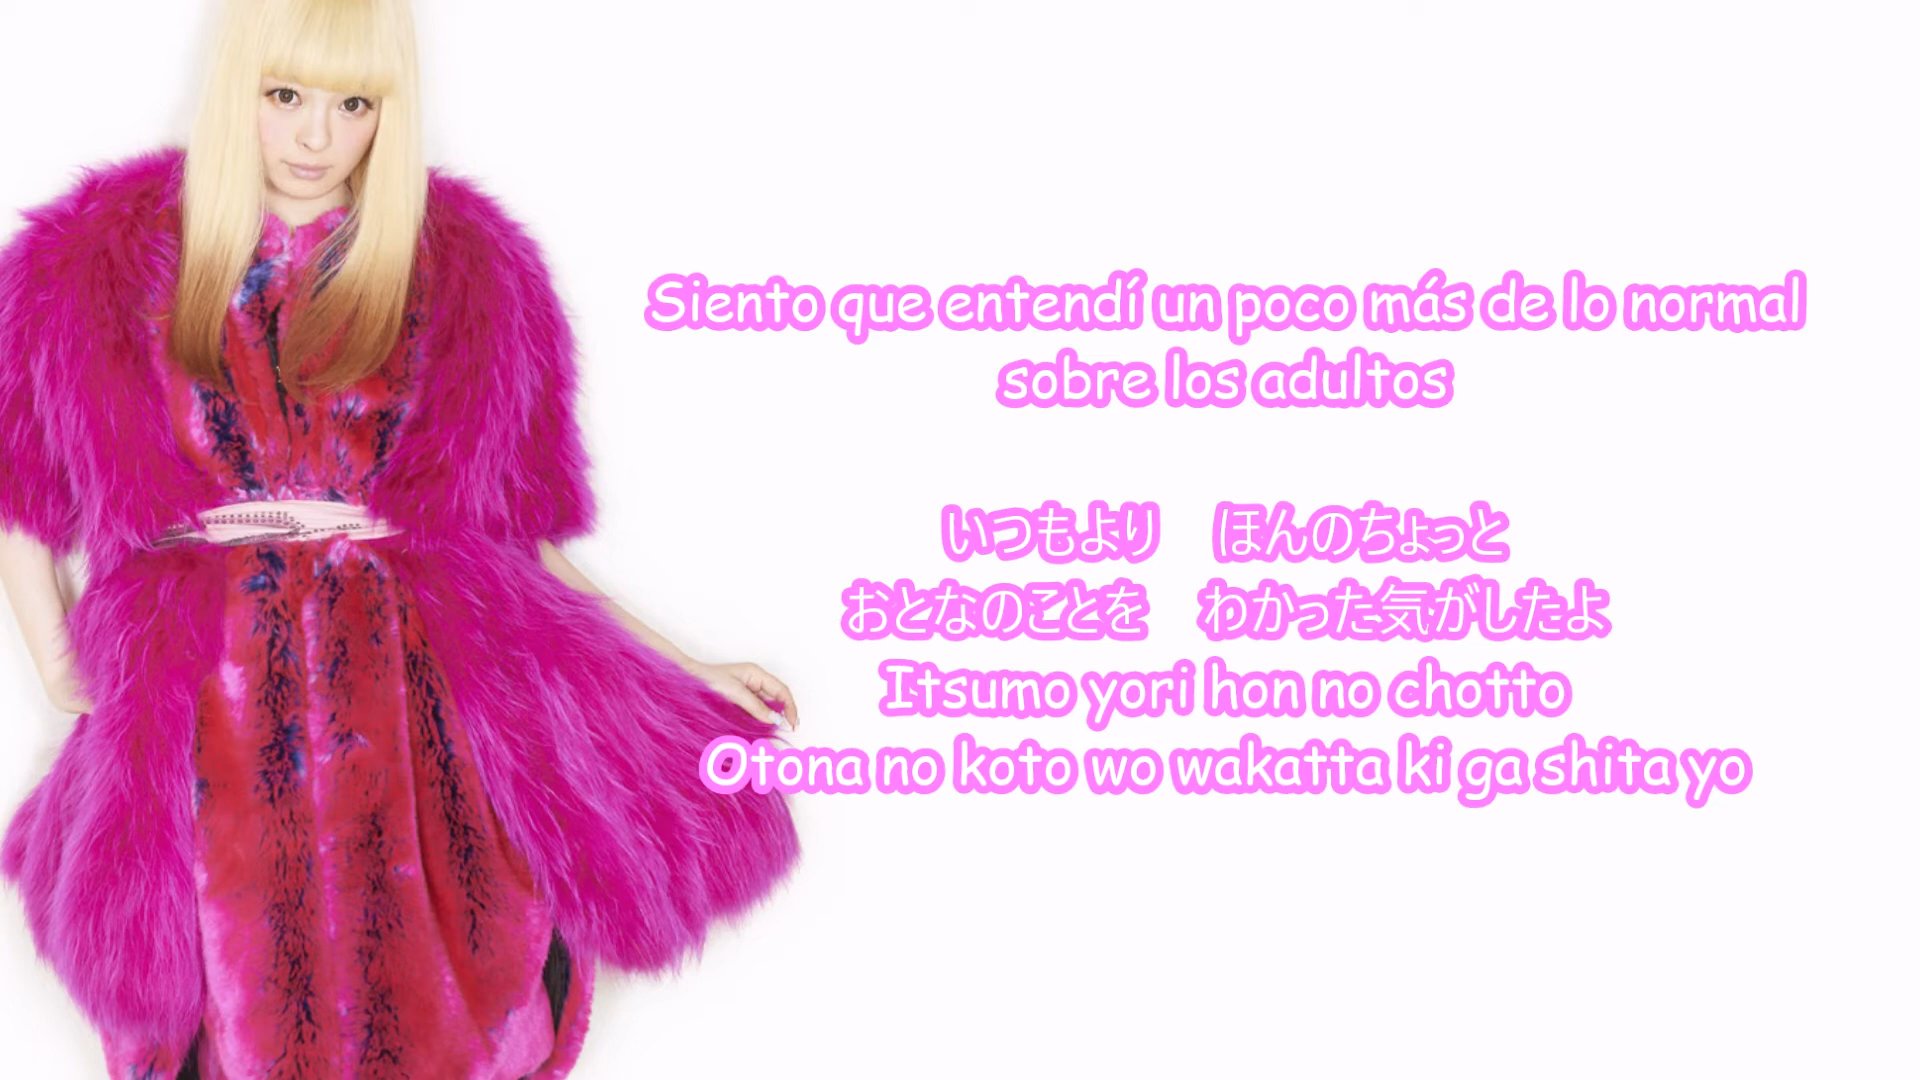 Siento que entendí un poco más de lo normal
sobre los adultos
いつもより　ほんのちょっと
おとなのことを　わかった気がしたよ
Itsumo yori hon no chotto
Otona no koto wo wakatta ki ga shita yo